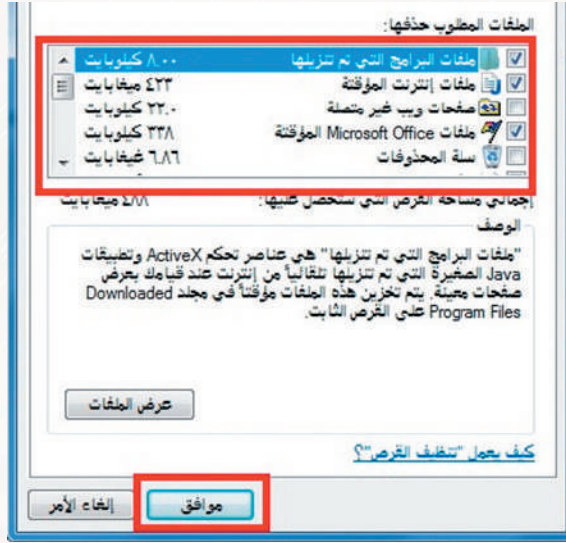 الملفات المطلوب حذفها:
ملفات البرامج التي تم تنزيلها ٨.٠٠ كيلوبايت
ملفات إنترنت المؤقتة ٤٢٣ ميغابايت
صفحات ويب غير متصلة ٢٢.٠ كيلوبايت
ملفات Microsoft Office المؤقتة ٣٣٨ كيلوبايت
سلة المحذوفات ٦.٨٦ غيغابايت
إجمالي مساحة القرص التي ستحصل عليها: ٤٨٨ ميغابايت
الوصف
"ملفات البرامج التي تم تنزيلها" هي عناصر تحكم ActiveX وتطبيقات
Java الصغيرة التي تم تنزيلها تلقائياً من إنترنت عند قيامك بعرض
صفحات معينة. يتم تخزين هذه الملفات مؤقتاً في مجلد Downloaded
Program Files على القرص الثابت.
عرض الملفات
كيف يعمل "تنظيف القرص"؟
موافق
إلغاء الأمر